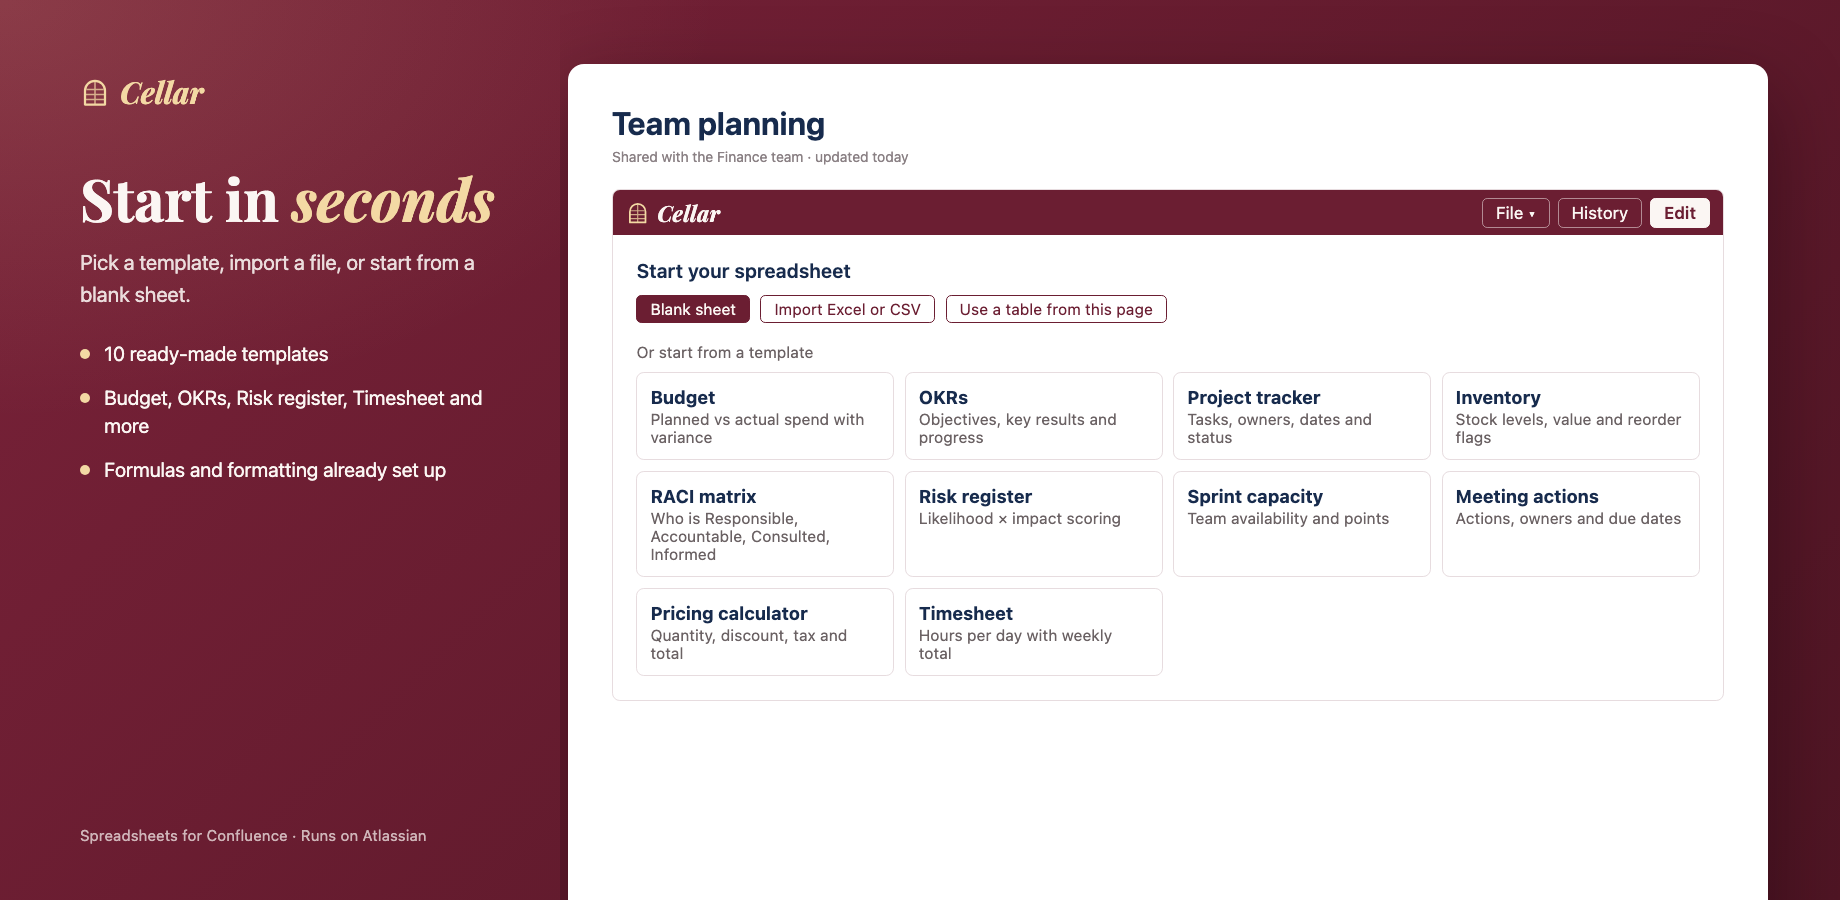 Cellar
Start in seconds
Pick a template, import a file, or start from a
blank sheet.
10 ready-made templates
Budget, OKRs, Risk register, Timesheet and
more
Formulas and formatting already set up
Spreadsheets for Confluence · Runs on Atlassian
Team planning
Shared with the Finance team · updated today
Cellar
File ▾
History
Edit
Start your spreadsheet
Blank sheet
Import Excel or CSV
Use a table from this page
Or start from a template
Budget
Planned vs actual spend with
variance
OKRs
Objectives, key results and
progress
Project tracker
Tasks, owners, dates and
status
Inventory
Stock levels, value and reorder
flags
RACI matrix
Who is Responsible,
Accountable, Consulted,
Informed
Risk register
Likelihood × impact scoring
Sprint capacity
Team availability and points
Meeting actions
Actions, owners and due dates
Pricing calculator
Quantity, discount, tax and
total
Timesheet
Hours per day with weekly
total